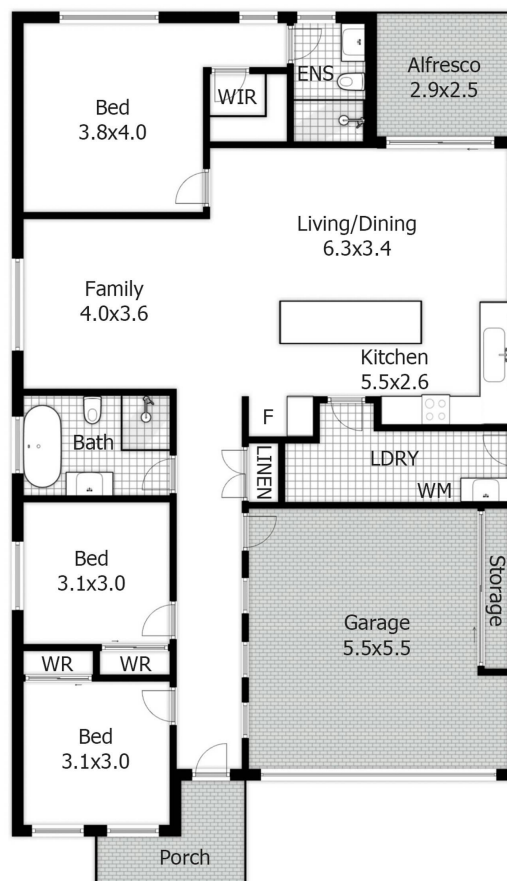 ENS
Alfresco
2.9x2.5
WIR
Bed
3.8x4.0
Living/Dining
6.3x3.4
Family
4.0x3.6
Kitchen
5.5x2.6
F
Bath
LINEN
LDRY
WM
Bed
3.1x3.0
Storage
Garage
5.5x5.5
WR
WR
Bed
3.1x3.0
Porch